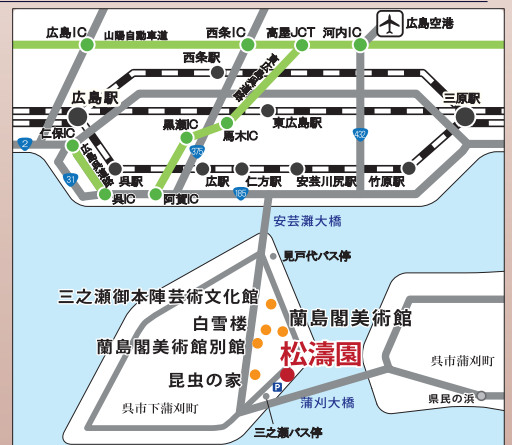 広島IC
山陽自動車道
西条IC
高屋JCT
河内IC
広島空港
西条駅
東広島呉道路
広島駅
三原駅
仁保IC
黒瀬IC
馬木IC
東広島駅
2
375
432
広島呉道路
31
呉駅
広駅
仁方駅
安芸川尻駅
竹原駅
呉IC
阿賀IC
185
安芸灘大橋
見戸代バス停
三之瀬御本陣芸術文化館
白雪楼
蘭島閣美術館
蘭島閣美術館別館
松濤園
昆虫の家
P
呉市蒲刈町
呉市下蒲刈町
蒲刈大橋
県民の浜
三之瀬バス停